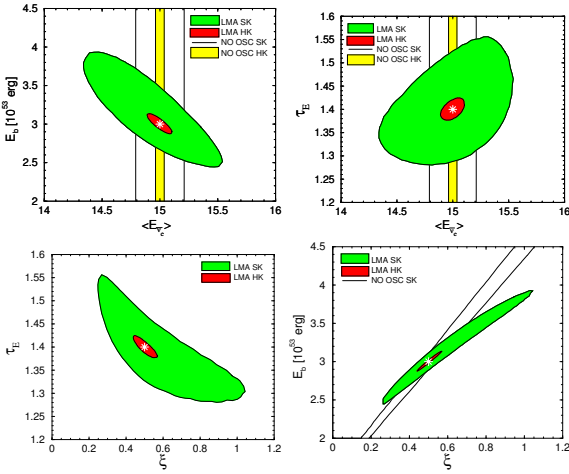 4.5
4
3.5
3
2.5
2
E_b [10^53 erg]
14 14.5 15 15.5 16
<E_ν̄e>
LMA SK
LMA HK
NO OSC SK
NO OSC HK
1.6
1.55
1.5
1.45
1.4
1.35
1.3
1.25
1.2
τ_E
14 14.5 15 15.5 16
<E_ν̄e>
LMA SK
LMA HK
NO OSC SK
NO OSC HK
1.6
1.55
1.5
1.45
1.4
1.35
1.3
1.2
τ_E
0 0.2 0.4 0.6 0.8 1 1.2
ξ
LMA SK
LMA HK
4.5
4
3.5
3
2.5
2
E_b [10^53 erg]
0 0.2 0.4 0.6 0.8 1 1.2
ξ
LMA SK
LMA HK
NO OSC SK